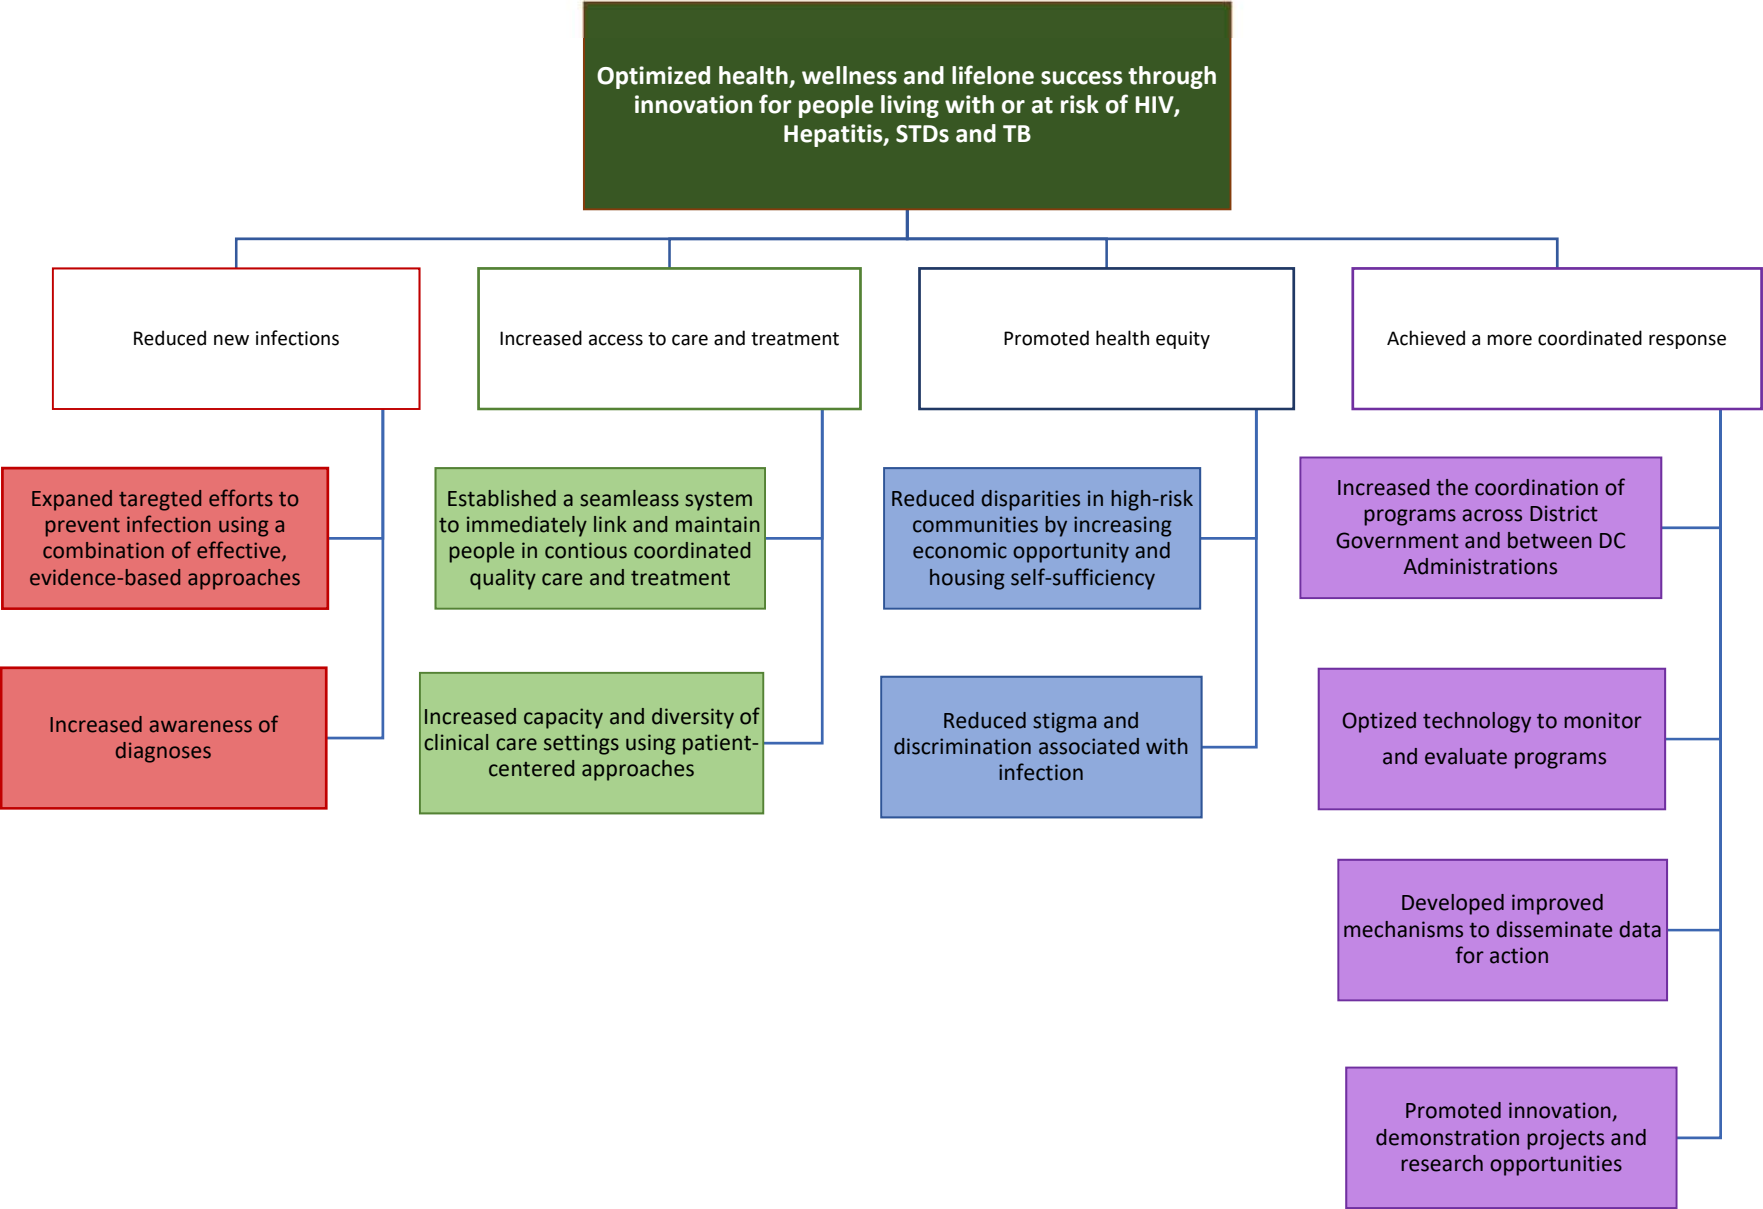 Optimized health, wellness and lifelone success through
innovation for people living with or at risk of HIV,
Hepatitis, STDs and TB
Reduced new infections
Increased access to care and treatment
Promoted health equity
Achieved a more coordinated response
Expaned taregted efforts to
prevent infection using a
combination of effective,
evidence-based approaches
Increased awareness of
diagnoses
Established a seamleass system
to immediately link and maintain
people in contious coordinated
quality care and treatment
Increased capacity and diversity of
clinical care settings using patient-
centered approaches
Reduced disparities in high-risk
communities by increasing
economic opportunity and
housing self-sufficiency
Reduced stigma and
discrimination associated with
infection
Increased the coordination of
programs across District
Government and between DC
Administrations
Optized technology to monitor
and evaluate programs
Developed improved
mechanisms to disseminate data
for action
Promoted innovation,
demonstration projects and
research opportunities